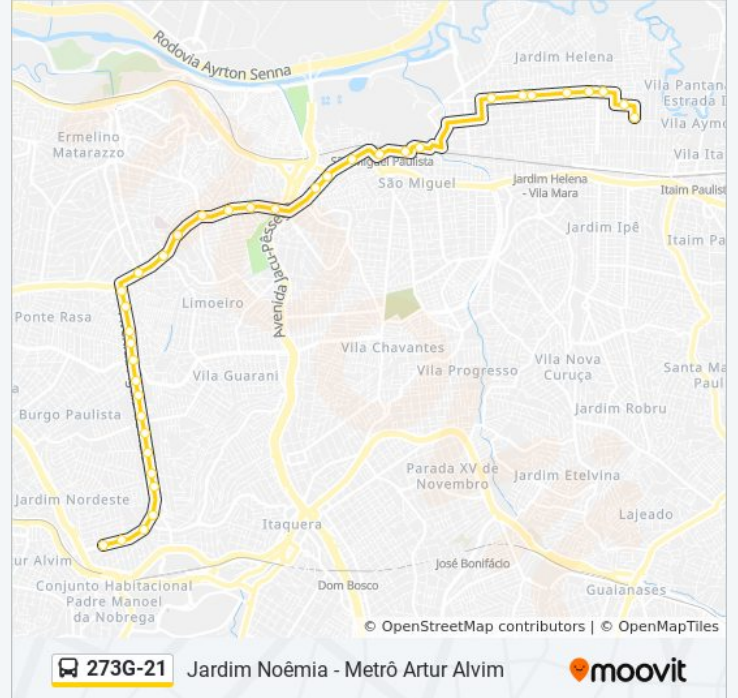 Rodovia Ayrton Senna
Jardim Helena
Vila Pantan
Estrada I
Vila Aymo
Ermelino
Matarazzo
São Miguel Paulista
São Miguel
Vila Ita
Jardim Helena
- Vila Mara
Itaim Paulist
Jardim Ipê
Itaim Pa
Avenida Jacu-Pêsseg
Limoeiro
Ponte Rasa
Vila Chavantes
Vila Progresso
Vila Nova
Curuça
Santa Ma
Paul
Vila Guarani
Burgo Paulista
Jardim Robru
Parada XV de
Novembro
Jardim Etelvina
Jardim Nordeste
Itaquera
Lajeado
ur Alvim
José Bonifácio
Conjunto Habitacional
Padre Manoel
da Nobrega
Dom Bosco
Guaianases
© OpenStreetMap contributors | © OpenMapTiles
273G-21 Jardim Noêmia - Metrô Artur Alvim
moovit